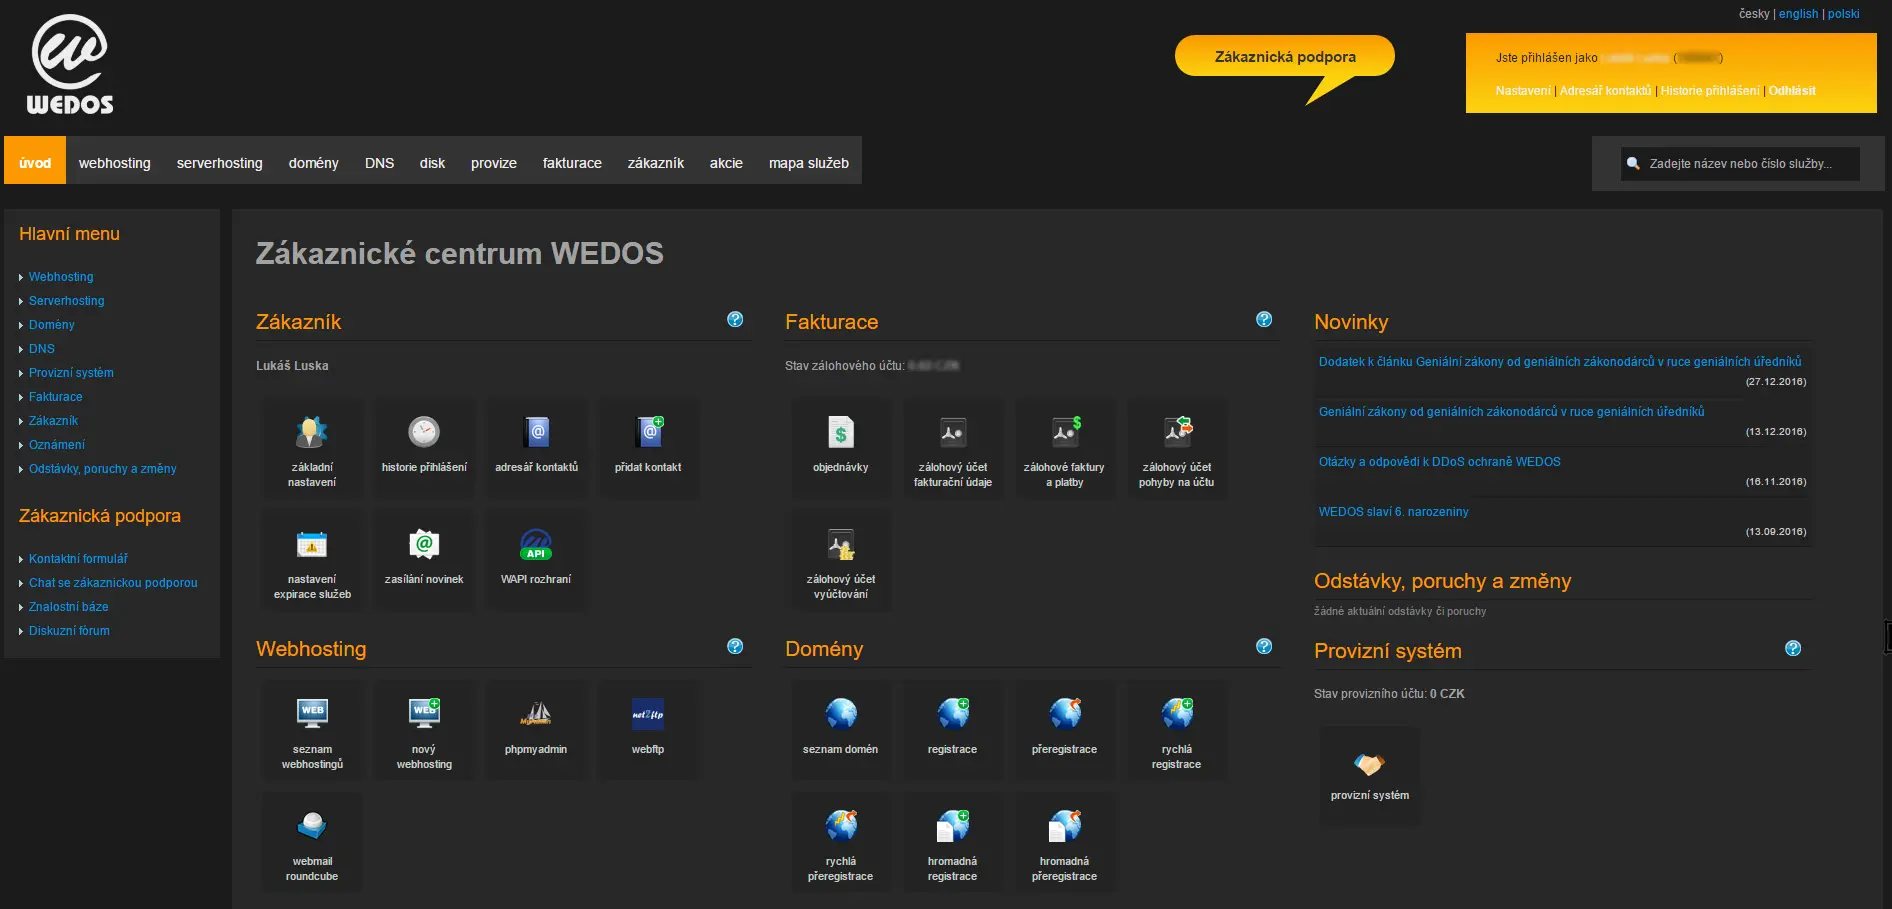 WEDOS
česky | english | polski
Zákaznická podpora
Jste přihlášen jako
Nastavení | Adresář kontaktů | Historie přihlášení | Odhlásit
úvod webhosting serverhosting domény DNS disk provize fakturace zákazník akcie mapa služeb
Zadejte název nebo číslo služby...
Hlavní menu
Webhosting
Serverhosting
Domény
DNS
Provizní systém
Fakturace
Zákazník
Oznámení
Odstávky, poruchy a změny
Zákaznická podpora
Kontaktní formulář
Chat se zákaznickou podporou
Znalostní báze
Diskuzní fórum
Zákaznické centrum WEDOS
Zákazník
Lukáš Luska
základní
nastavení
historie přihlášení
adresář kontaktů
přidat kontakt
nastavení
expirace služeb
zasílání novinek
API
WAPI rozhraní
Fakturace
Stav zálohového účtu:
objednávky
zálohový účet
fakturační údaje
zálohové faktury
a platby
zálohový účet
pohyby na účtu
zálohový účet
vyúčtování
Novinky
Dodatek k článku Geniální zákony od geniálních zákonodárců v ruce geniálních úředníků
(27.12.2016)
Geniální zákony od geniálních zákonodárců v ruce geniálních úředníků
(13.12.2016)
Otázky a odpovědi k DDoS ochraně WEDOS
(16.11.2016)
WEDOS slaví 6. narozeniny
(13.09.2016)
Odstávky, poruchy a změny
žádné aktuální odstávky či poruchy
Provizní systém
Stav provizního účtu: 0 CZK
provizní systém
Webhosting
WEB
seznam
webhostingů
WEB
nový
webhosting
phpmyadmin
net2ftp
webftp
webmail
roundcube
Domény
seznam domén
registrace
přeregistrace
rychlá
registrace
rychlá
přeregistrace
hromadná
registrace
hromadná
přeregistrace